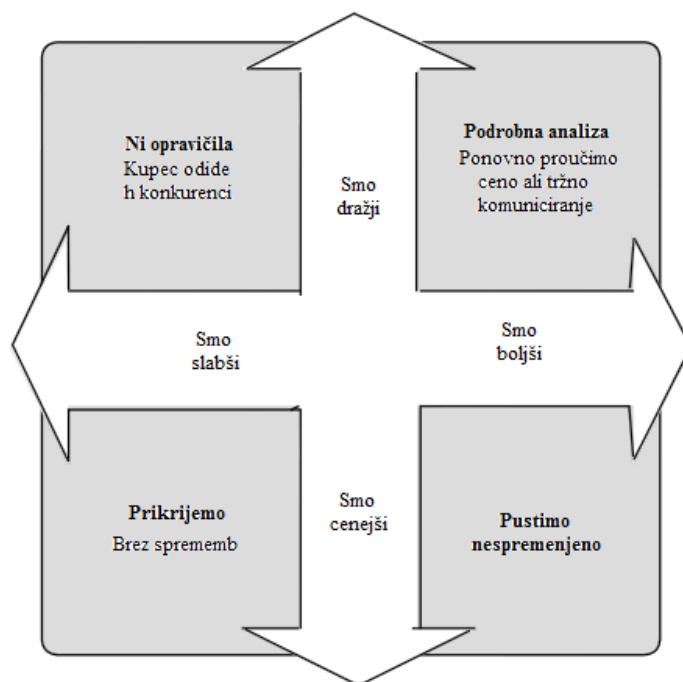 Ni opravičila
Kupec odide
h konkurenci
Podrobna analiza
Ponovno proučimo
ceno ali tržno
komuniciranje
Smo
dražji
Smo
slabši
Smo
boljši
Smo
cenejši
Prikrijemo
Brez sprememb
Pustimo
nespremenjeno